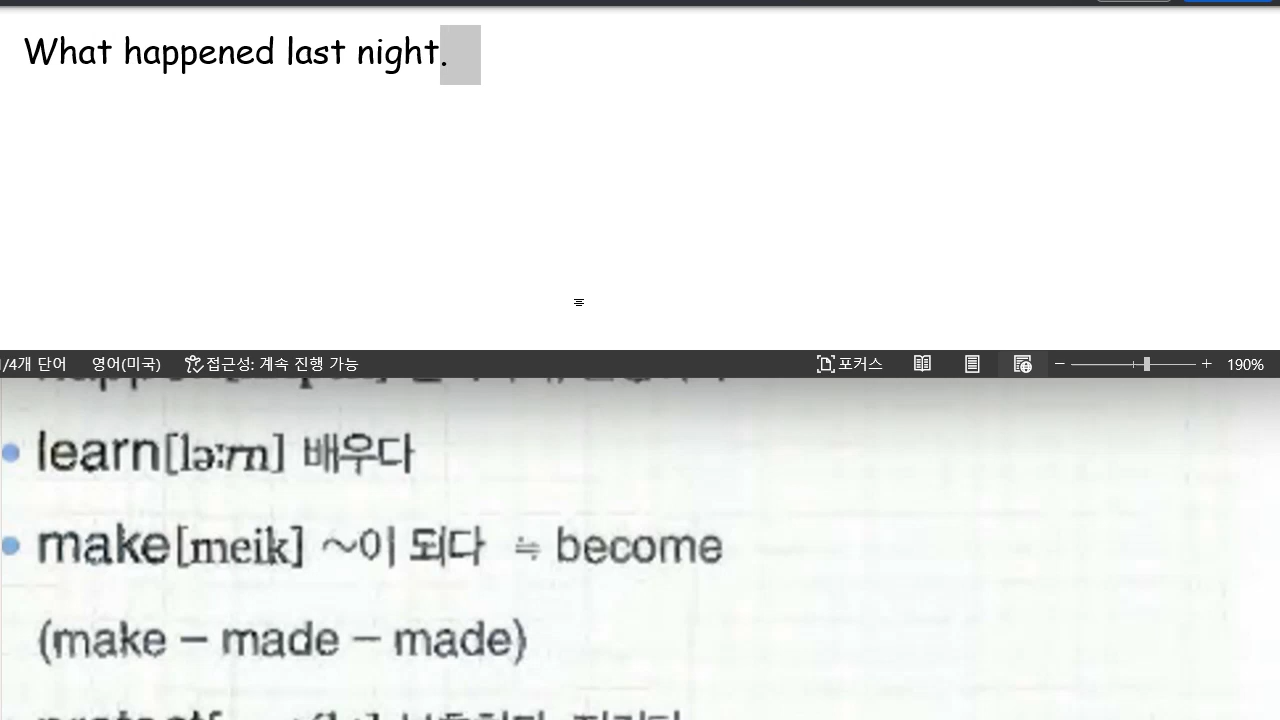 What happened last night.
/4개 단어 영어(미국) 접근성: 계속 진행 가능 포커스 190%
learn[ləːrn] 배우다
make[meik] ~이 되다 ≒ become
(make – made – made)